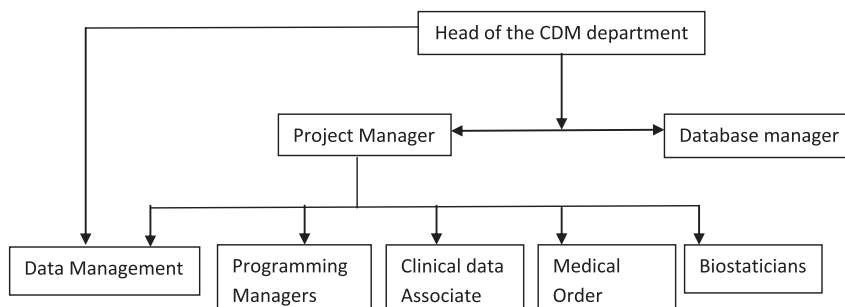 Head of the CDM department
Project Manager
Database manager
Data Management
Programming
Managers
Clinical data
Associate
Medical
Order
Biostaticians